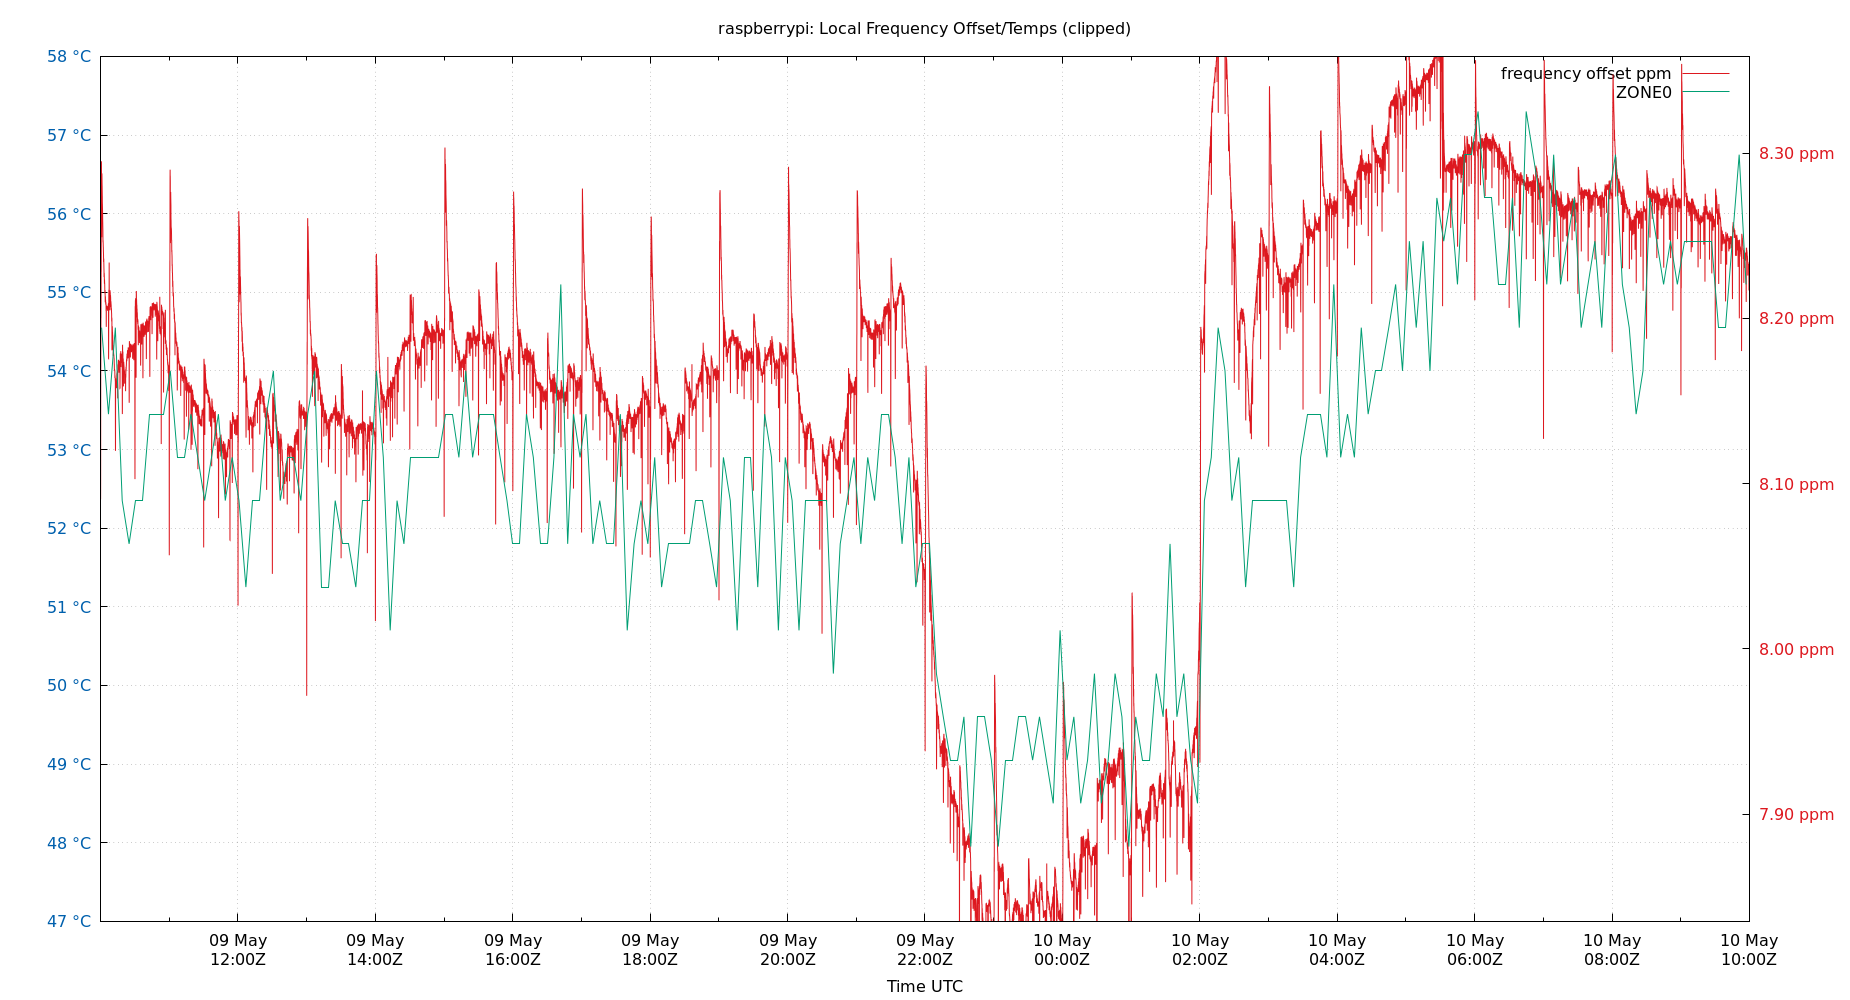 raspberrypi: Local Frequency Offset/Temps (clipped)
58 °C
57 °C
56 °C
55 °C
54 °C
53 °C
52 °C
51 °C
50 °C
49 °C
48 °C
47 °C
frequency offset ppm
ZONE0
8.30 ppm
8.20 ppm
8.10 ppm
8.00 ppm
7.90 ppm
09 May
12:00Z
09 May
14:00Z
09 May
16:00Z
09 May
18:00Z
09 May
20:00Z
09 May
22:00Z
10 May
00:00Z
10 May
02:00Z
10 May
04:00Z
10 May
06:00Z
10 May
08:00Z
10 May
10:00Z
Time UTC